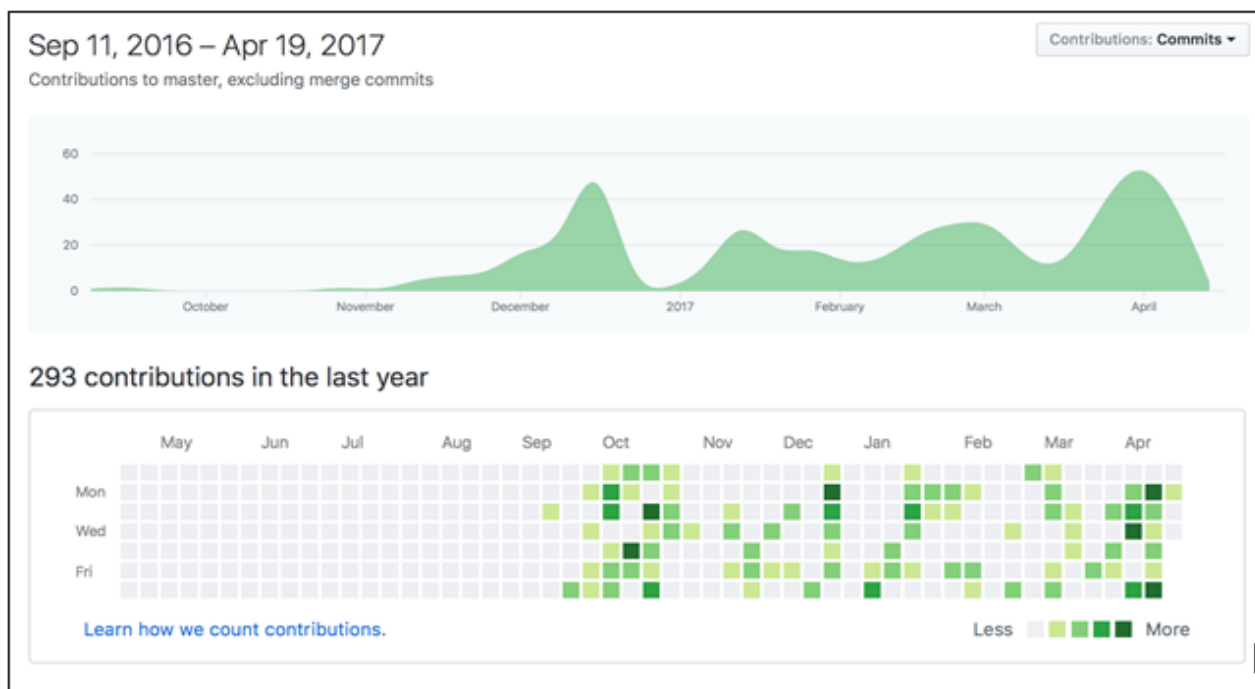 Sep 11, 2016 – Apr 19, 2017
Contributions: Commits
Contributions to master, excluding merge commits
60
40
20
0
October November December 2017 February March April
293 contributions in the last year
May Jun Jul Aug Sep Oct Nov Dec Jan Feb Mar Apr
Mon
Wed
Fri
Learn how we count contributions.
Less More